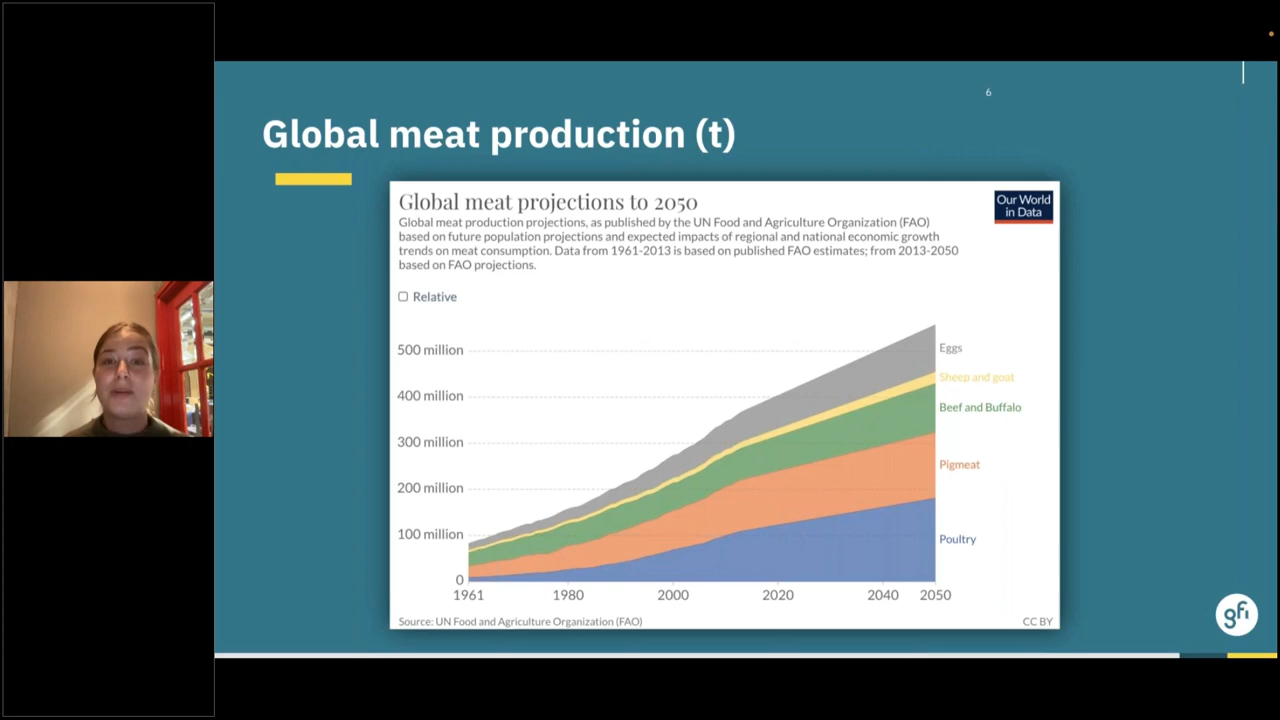 6
Global meat production (t)
Global meat projections to 2050
Our World
in Data
Global meat production projections, as published by the UN Food and Agriculture Organization (FAO)
based on future population projections and expected impacts of regional and national economic growth
trends on meat consumption. Data from 1961-2013 is based on published FAO estimates; from 2013-2050
based on FAO projections.
Relative
500 million
400 million
300 million
200 million
100 million
0
Eggs
Sheep and goat
Beef and Buffalo
Pigmeat
Poultry
1961
1980
2000
2020
2040
2050
Source: UN Food and Agriculture Organization (FAO)
CC BY
gfi